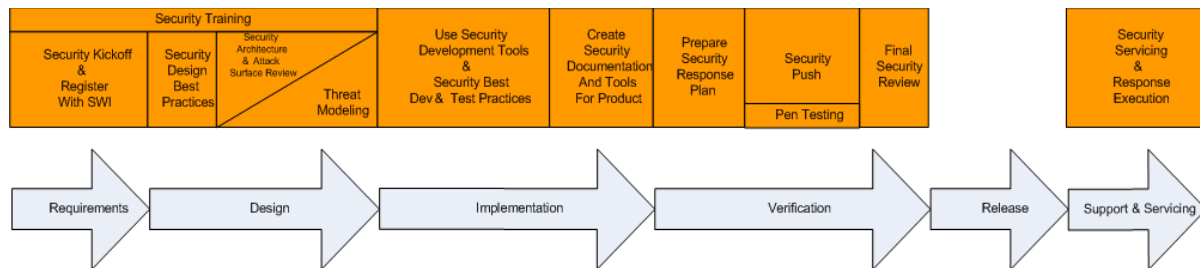 Security Training
Security Kickoff
&
Register
With SWI
Security
Design
Best
Practices
Security
Architecture
& Attack
Surface Review
Threat
Modeling
Use Security
Development Tools
&
Security Best
Dev & Test Practices
Create
Security
Documentation
And Tools
For Product
Prepare
Security
Response
Plan
Security
Push
Pen Testing
Final
Security
Review
Security
Servicing
&
Response
Execution
Requirements
Design
Implementation
Verification
Release
Support & Servicing